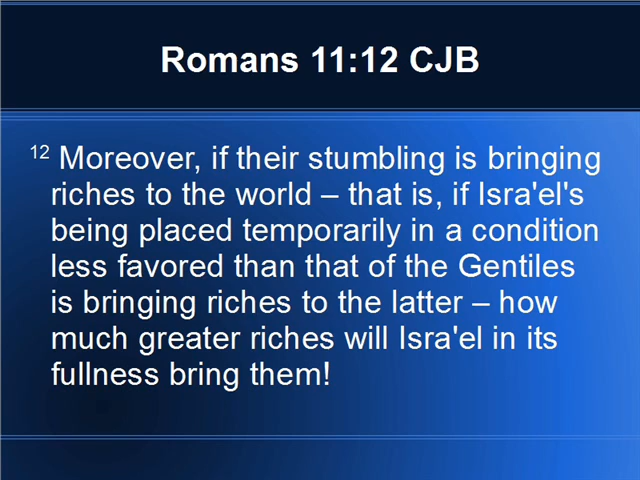 Romans 11:12 CJB
12 Moreover, if their stumbling is bringing
riches to the world – that is, if Isra'el's
being placed temporarily in a condition
less favored than that of the Gentiles
is bringing riches to the latter – how
much greater riches will Isra'el in its
fullness bring them!